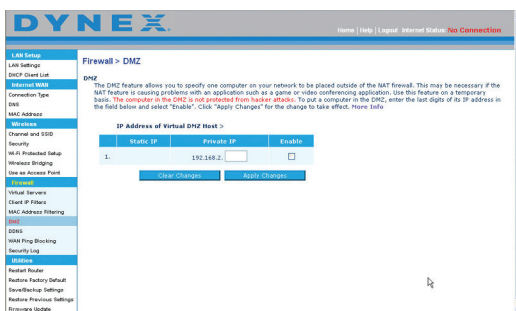 DYNEX
Home | Help | Logout Internet Status: No Connection
LAN Setup
LAN Settings
DHCP Client List
Internet WAN
Connection Type
DNS
MAC Address
Wireless
Channel and SSID
Security
Wi-Fi Protected Setup
Wireless Bridging
Use as Access Point
Firewall
Virtual Servers
Client IP Filters
MAC Address Filtering
DMZ
DDNS
WAN Ping Blocking
Security Log
Utilities
Restart Router
Restore Factory Default
Save/Backup Settings
Restore Previous Settings
Firmware Update
Firewall > DMZ
DMZ
The DMZ feature allows you to specify one computer on your network to be placed outside of the NAT firewall. This may be necessary if the
NAT feature is causing problems with an application such as a game or video conferencing application. Use this feature on a temporary
basis. The computer in the DMZ is not protected from hacker attacks. To put a computer in the DMZ, enter the last digits of its IP address in
the field below and select "Enable". Click "Apply Changes" for the change to take effect. More Info
IP Address of Virtual DMZ Host >
Static IP Private IP Enable
1. 192.168.2.
Clear Changes Apply Changes